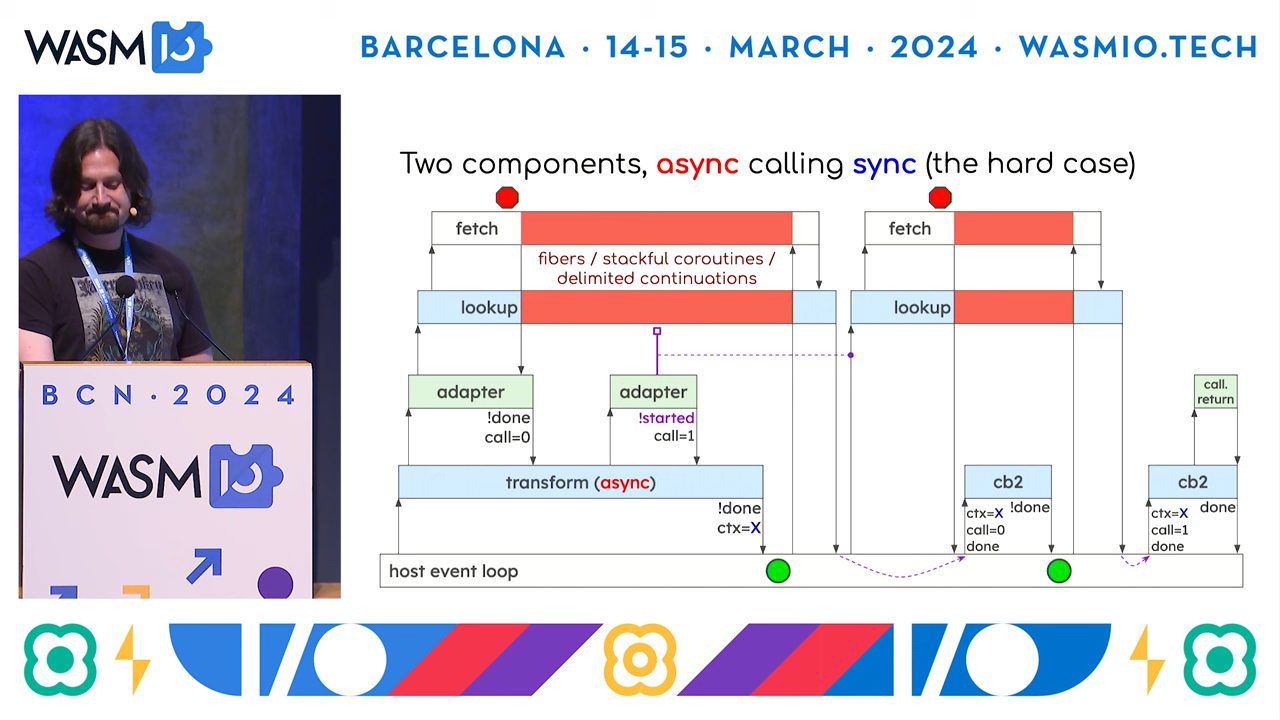 WASM IO
BARCELONA · 14-15 · MARCH · 2024 · WASMIO.TECH
Two components, async calling sync (the hard case)
fetch
fetch
fibers / stackful coroutines /
delimited continuations
lookup
lookup
adapter
adapter
call.
return
!done
call=0
!started
call=1
transform (async)
cb2
cb2
!done
ctx=X
ctx=X !done
call=0
done
ctx=X done
call=1
done
host event loop
BCN·2024
WASM IO